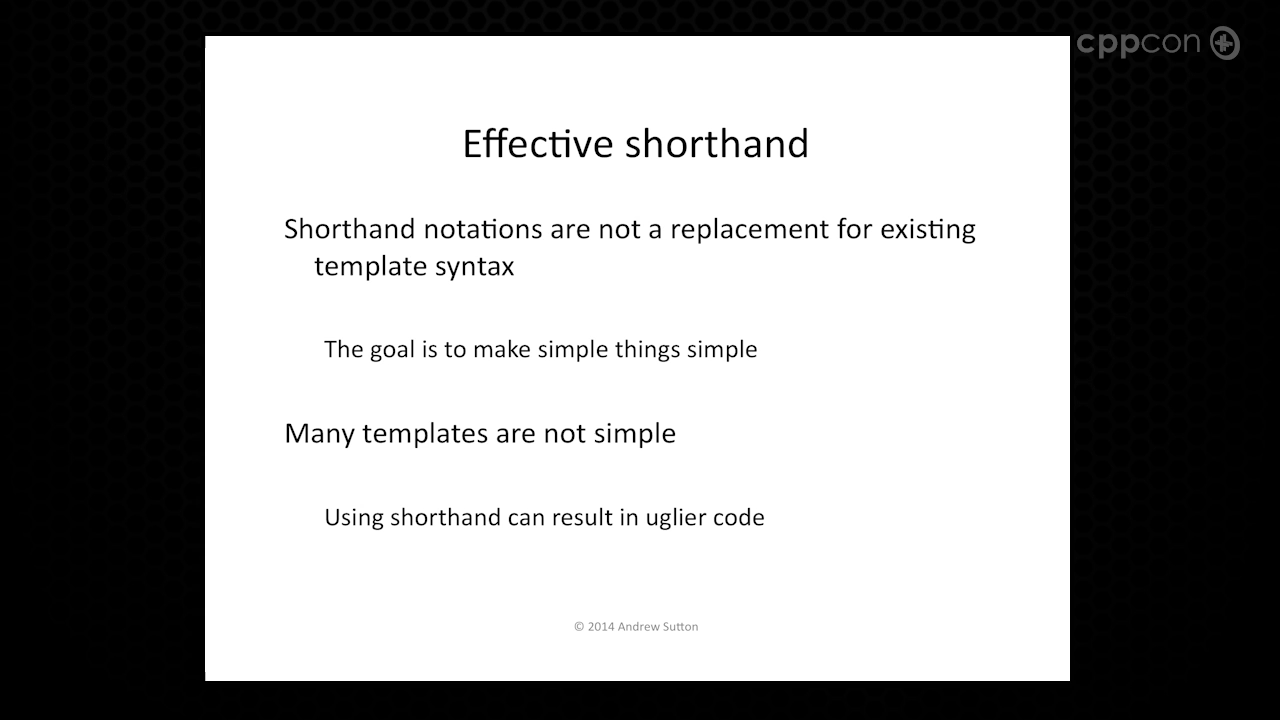 cppcon
Effective shorthand
Shorthand notations are not a replacement for existing
template syntax
The goal is to make simple things simple
Many templates are not simple
Using shorthand can result in uglier code
© 2014 Andrew Sutton